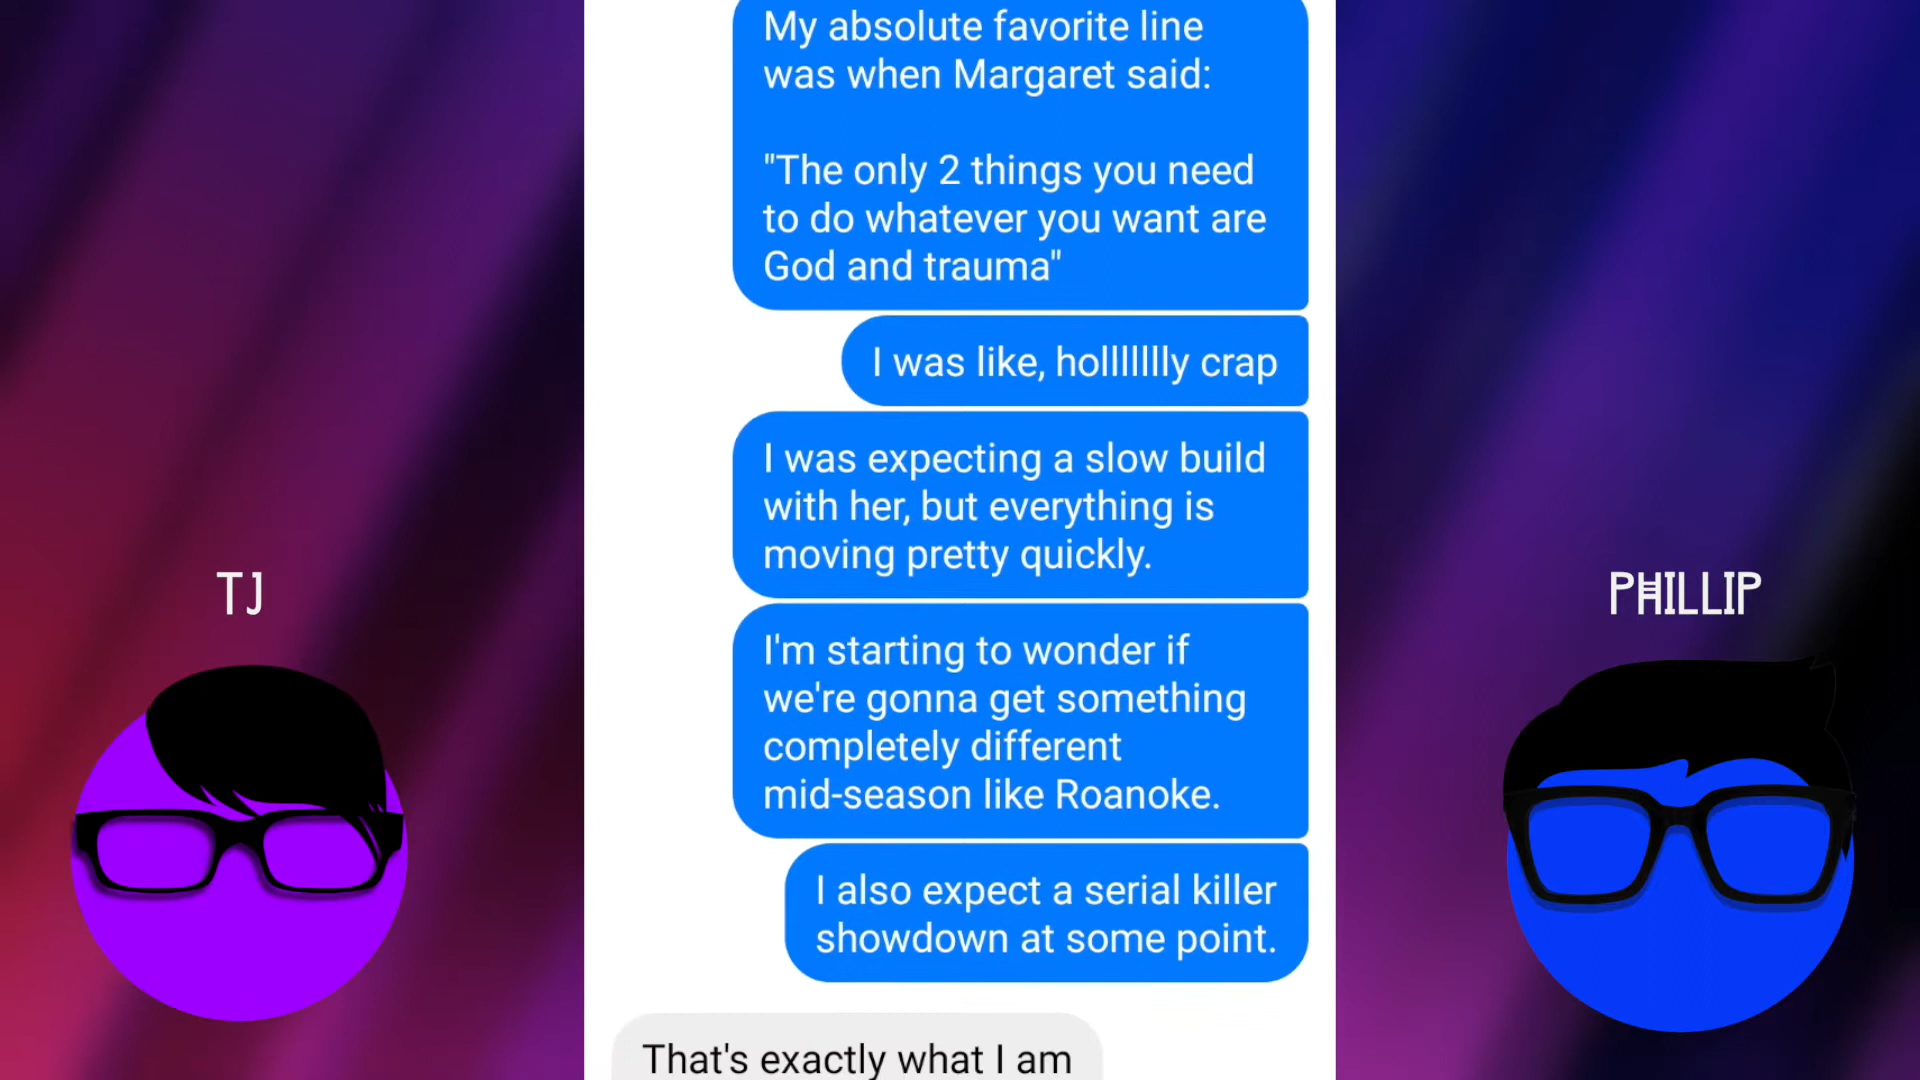 My absolute favorite line
was when Margaret said:
"The only 2 things you need
to do whatever you want are
God and trauma"
I was like, hollllllly crap
I was expecting a slow build
with her, but everything is
moving pretty quickly.
I'm starting to wonder if
we're gonna get something
completely different
mid-season like Roanoke.
I also expect a serial killer
showdown at some point.
That's exactly what I am
TJ
PHILLIP